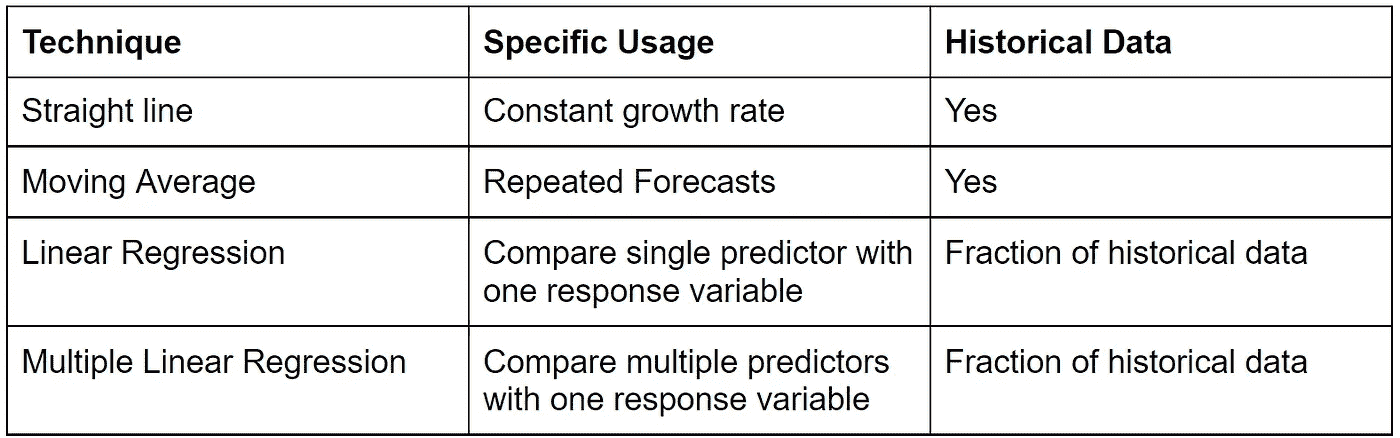 Technique Specific Usage Historical Data
Straight line Constant growth rate Yes
Moving Average Repeated Forecasts Yes
Linear Regression Compare single predictor with Fraction of historical data
one response variable
Multiple Linear Regression Compare multiple predictors Fraction of historical data
with one response variable